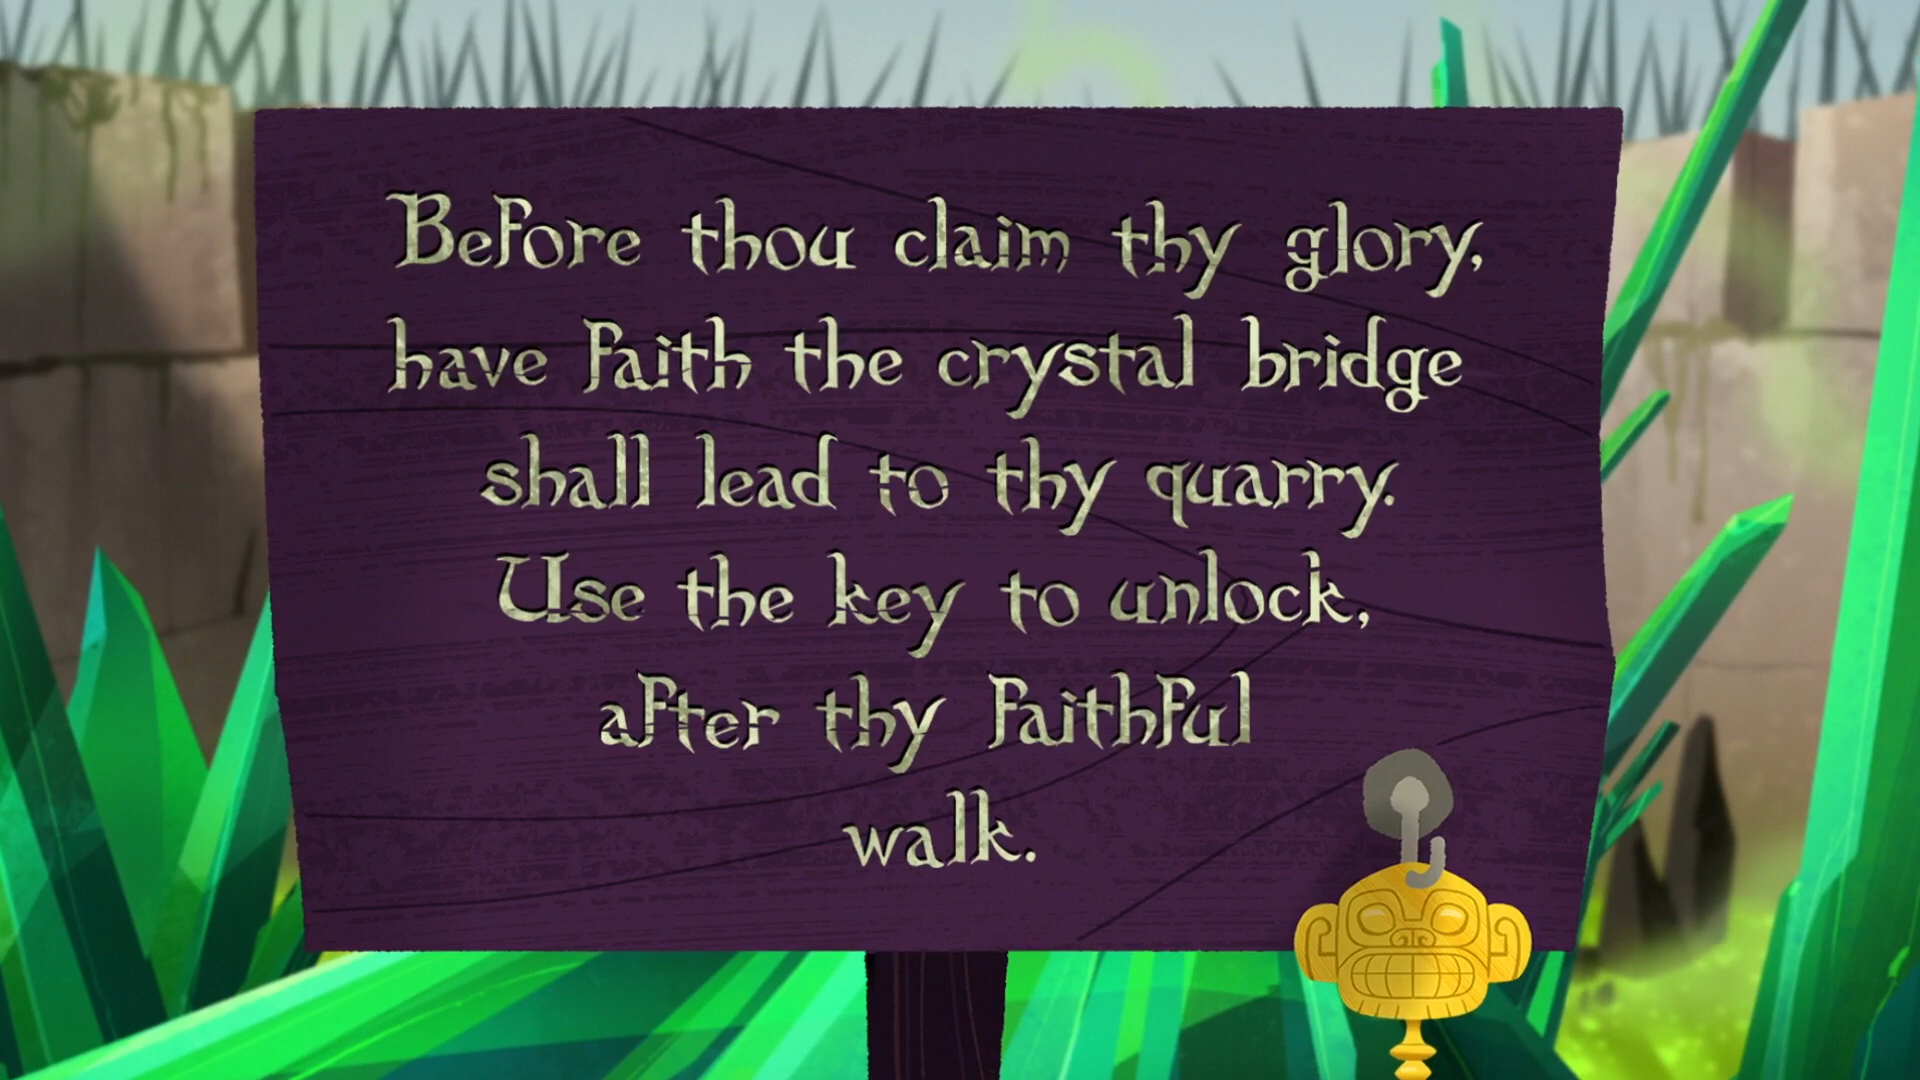 Before thou claim thy glory,
have faith the crystal bridge
shall lead to thy quarry.
Use the key to unlock,
after thy faithful
walk.